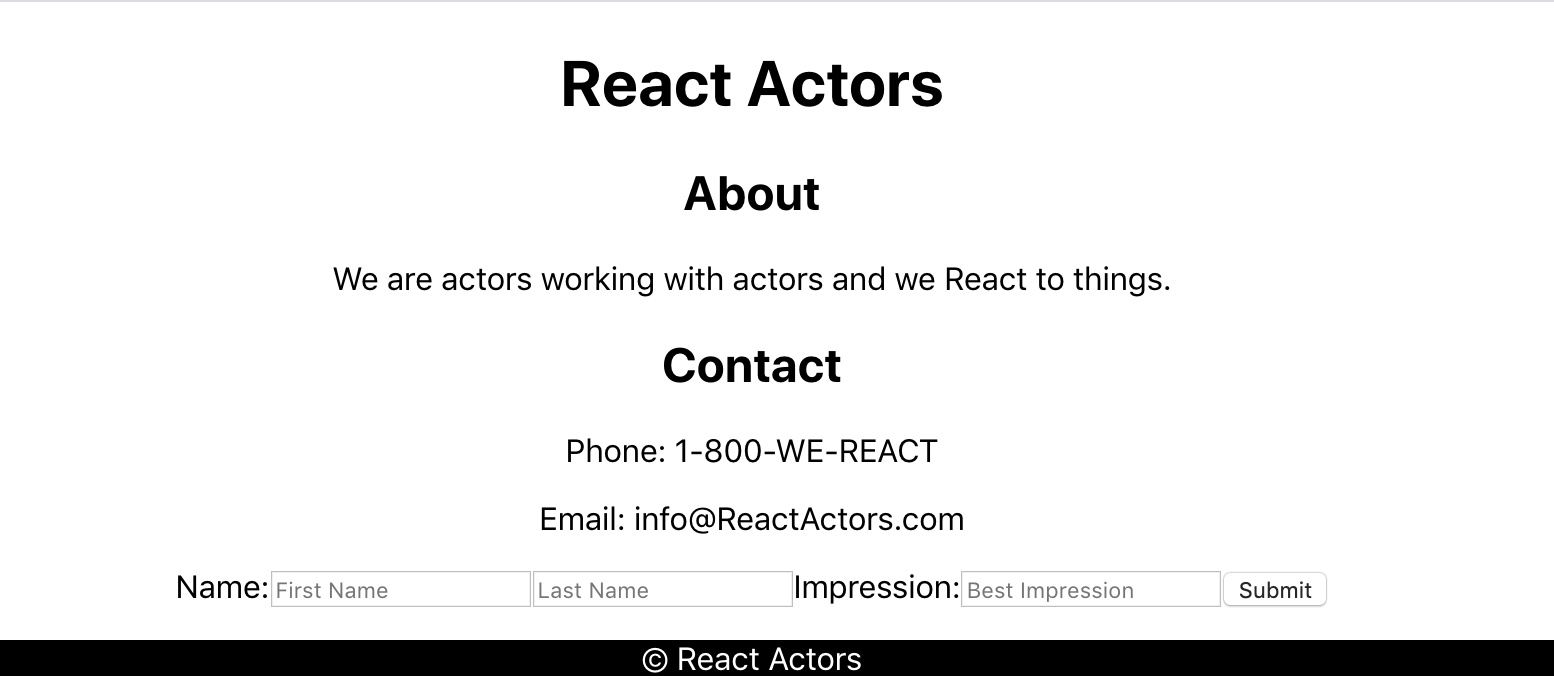 React Actors
About
We are actors working with actors and we React to things.
Contact
Phone: 1-800-WE-REACT
Email: info@ReactActors.com
Name: First Name Last Name Impression: Best Impression Submit
© React Actors